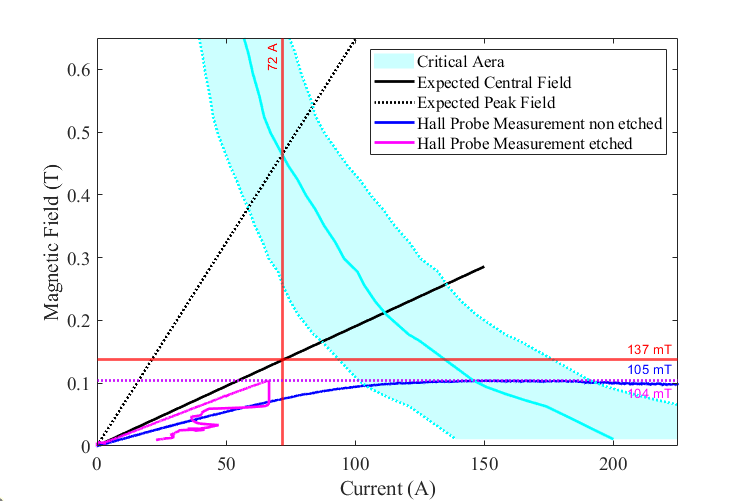 72 A
Critical Aera
Expected Central Field
Expected Peak Field
Hall Probe Measurement non etched
Hall Probe Measurement etched
0.6
0.5
0.4
0.3
0.2
0.1
0
Magnetic Field (T)
137 mT
105 mT
104 mT
0 50 100 150 200
Current (A)